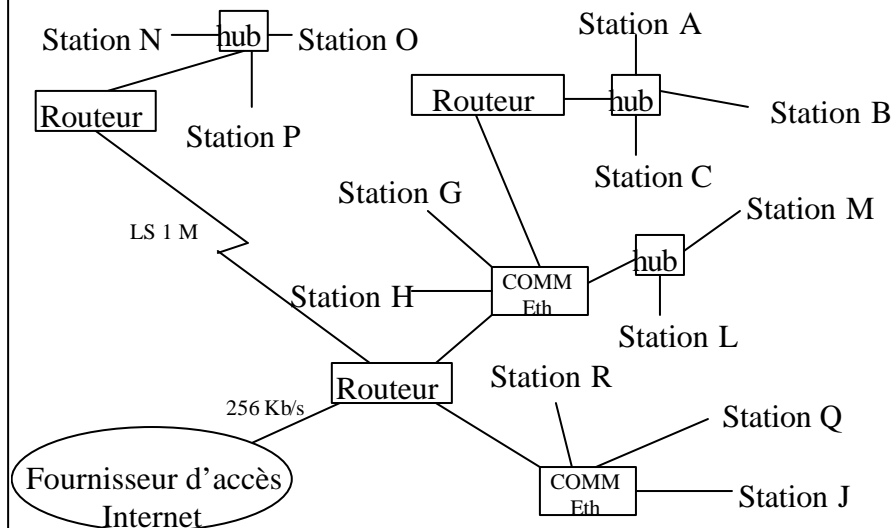 Station A
Station N
hub
Station O
Routeur
hub
Station B
Routeur
Station P
Station C
Station G
Station M
LS 1 M
hub
COMM
Eth
Station H
Station L
Routeur
Station R
256 Kb/s
Station Q
Fournisseur d'accès
Internet
COMM
Eth
Station J